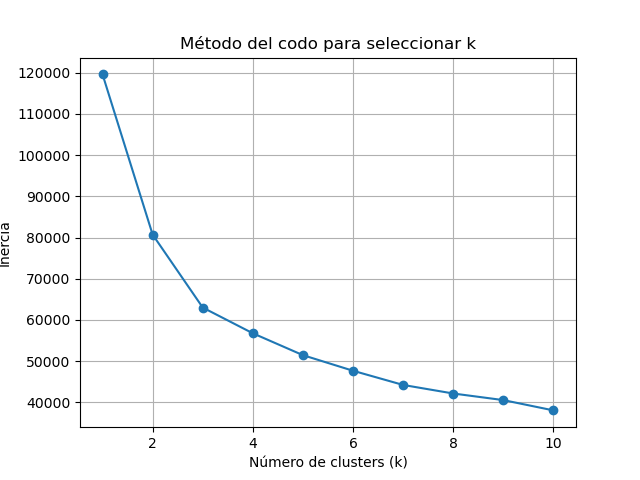 Método del codo para seleccionar k
120000
110000
100000
90000
80000
70000
60000
50000
40000
Inercia
2 4 6 8 10
Número de clusters (k)